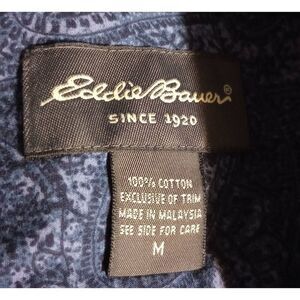 Eddie Bauer
SINCE 1920
100% COTTON
EXCLUSIVE OF TRIM
MADE IN MALAYSIA
SEE SIDE FOR CARE
M